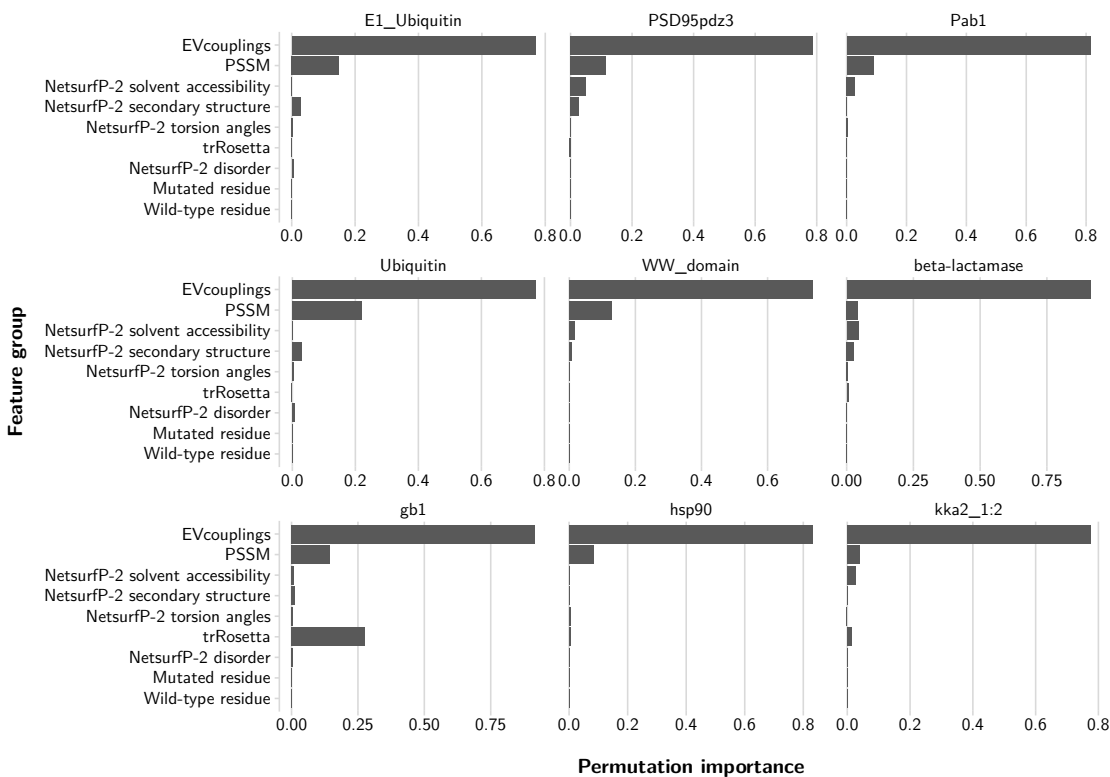 E1_Ubiquitin
PSD95pdz3
Pab1
EVcouplings
PSSM
NetsurfP-2 solvent accessibility
NetsurfP-2 secondary structure
NetsurfP-2 torsion angles
trRosetta
NetsurfP-2 disorder
Mutated residue
Wild-type residue
0.0 0.2 0.4 0.6 0.8
0.0 0.2 0.4 0.6 0.8
0.0 0.2 0.4 0.6 0.8
Ubiquitin
WW_domain
beta-lactamase
EVcouplings
PSSM
NetsurfP-2 solvent accessibility
NetsurfP-2 secondary structure
NetsurfP-2 torsion angles
trRosetta
NetsurfP-2 disorder
Mutated residue
Wild-type residue
0.0 0.2 0.4 0.6 0.8
0.0 0.2 0.4 0.6
0.00 0.25 0.50 0.75
gb1
hsp90
kka2_1:2
EVcouplings
PSSM
NetsurfP-2 solvent accessibility
NetsurfP-2 secondary structure
NetsurfP-2 torsion angles
trRosetta
NetsurfP-2 disorder
Mutated residue
Wild-type residue
0.00 0.25 0.50 0.75
0.0 0.2 0.4 0.6 0.8
0.0 0.2 0.4 0.6 0.8
Feature group
Permutation importance